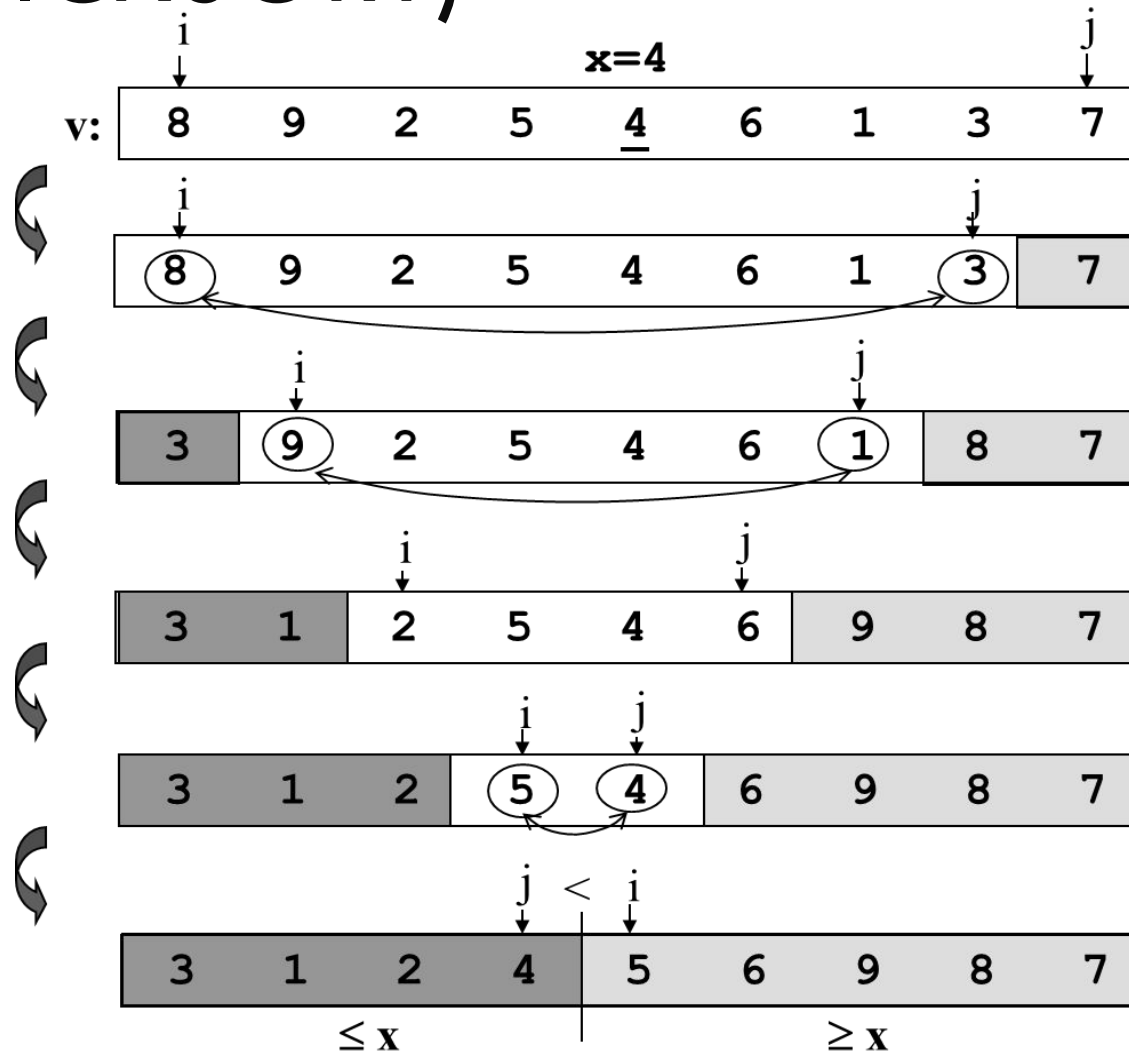 i j
x=4
v: 8 9 2 5 4 6 1 3 7
i j
8 9 2 5 4 6 1 3 7
i j
3 9 2 5 4 6 1 8 7
i j
3 1 2 5 4 6 9 8 7
i j
3 1 2 5 4 6 9 8 7
j < i
3 1 2 4 5 6 9 8 7
≤ x ≥ x